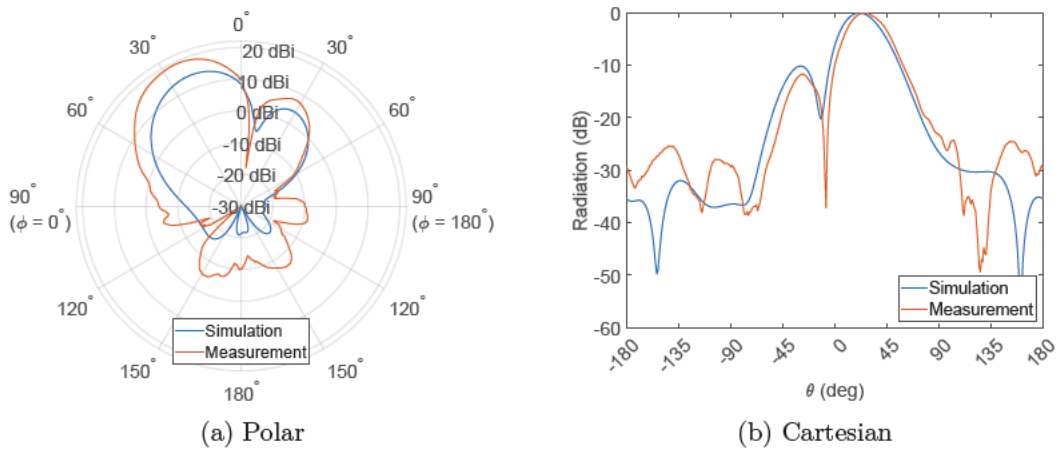 0°
30°
30°
60°
60°
90°
(ϕ = 0°)
90°
(ϕ = 180°)
120°
120°
150°
150°
180°
20 dBi
10 dBi
0 dBi
-10 dBi
-20 dBi
-30 dBi
Simulation
Measurement
(a) Polar
Radiation (dB)
0
-10
-20
-30
-40
-50
-60
-180
-135
-90
-45
0
45
90
135
180
θ (deg)
Simulation
Measurement
(b) Cartesian